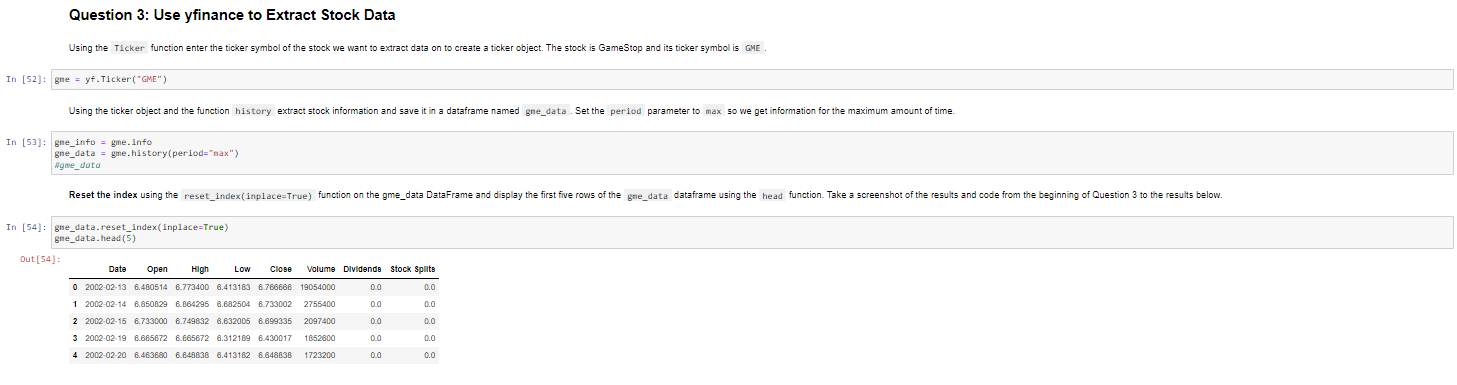 Question 3: Use yfinance to Extract Stock Data
Using the Ticker function enter the ticker symbol of the stock we want to extract data on to create a ticker object. The stock is GameStop and its ticker symbol is GME .
In [52]: gme = yf.Ticker("GME")
Using the ticker object and the function history extract stock information and save it in a dataframe named gme_data . Set the period parameter to max so we get information for the maximum amount of time.
In [53]: gme_info = gme.info
gme_data = gme.history(period="max")
#gme_data
Reset the index using the reset_index(inplace=True) function on the gme_data DataFrame and display the first five rows of the gme_data dataframe using the head function. Take a screenshot of the results and code from the beginning of Question 3 to the results below.
In [54]: gme_data.reset_index(inplace=True)
gme_data.head(5)
Out[54]:
Date Open High Low Close Volume Dividends Stock Splits
0 2002-02-13 6.480514 6.773400 6.413183 6.766666 19054000 0.0 0.0
1 2002-02-14 6.850829 6.864295 6.682504 6.733002 2755400 0.0 0.0
2 2002-02-15 6.733000 6.749832 6.632005 6.699335 2097400 0.0 0.0
3 2002-02-19 6.665672 6.665672 6.312189 6.430017 1852600 0.0 0.0
4 2002-02-20 6.463680 6.648838 6.413182 6.648838 1723200 0.0 0.0